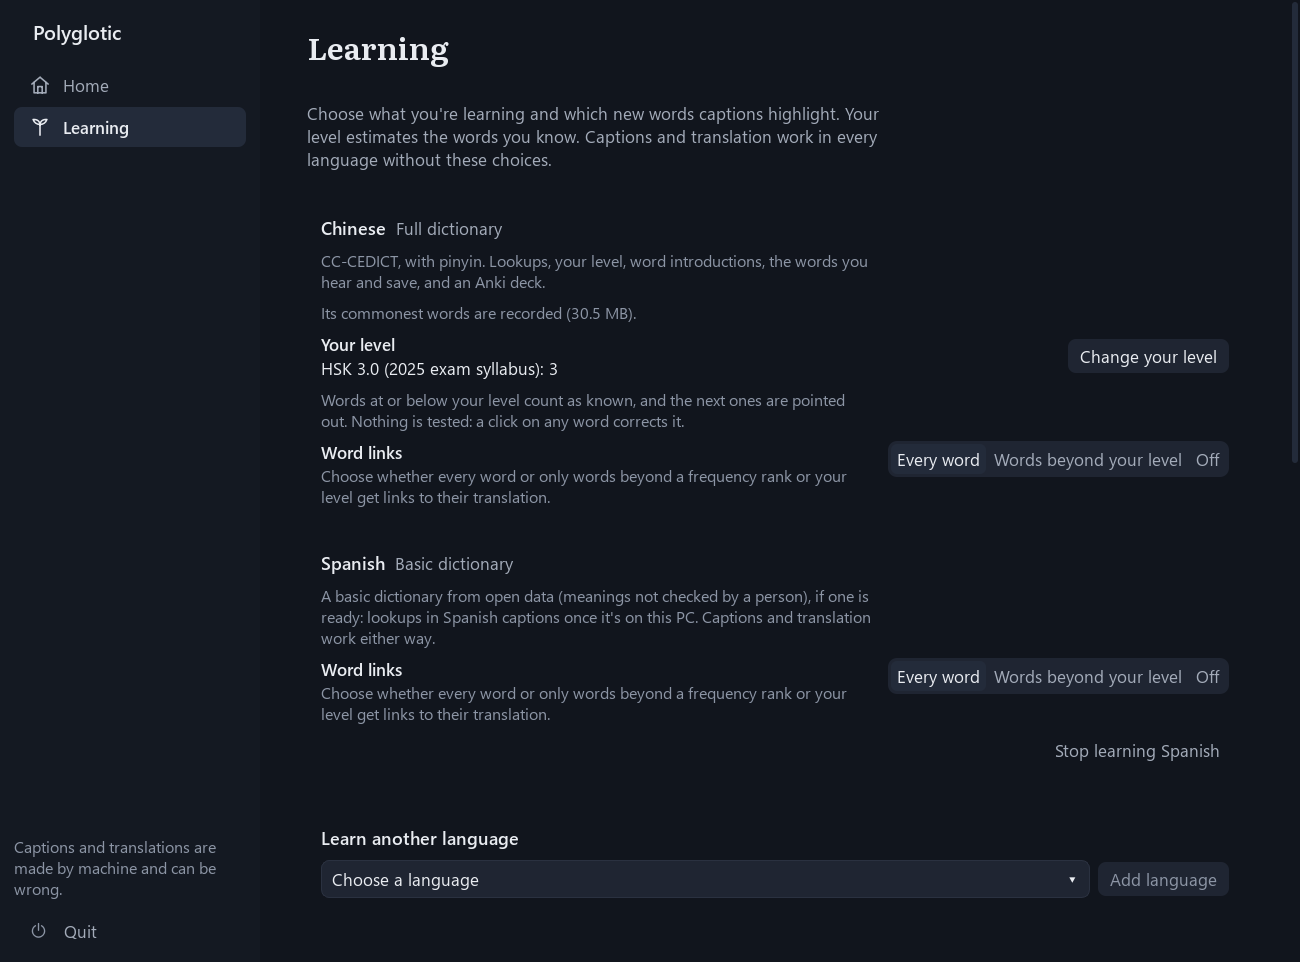 Polyglotic
Home
Learning
Captions and translations are
made by machine and can be
wrong.
Quit
Learning
Choose what you're learning and which new words captions highlight. Your
level estimates the words you know. Captions and translation work in every
language without these choices.
Chinese Full dictionary
CC-CEDICT, with pinyin. Lookups, your level, word introductions, the words you
hear and save, and an Anki deck.
Its commonest words are recorded (30.5 MB).
Your level
HSK 3.0 (2025 exam syllabus): 3
Change your level
Words at or below your level count as known, and the next ones are pointed
out. Nothing is tested: a click on any word corrects it.
Word links
Every word Words beyond your level Off
Choose whether every word or only words beyond a frequency rank or your
level get links to their translation.
Spanish Basic dictionary
A basic dictionary from open data (meanings not checked by a person), if one is
ready: lookups in Spanish captions once it's on this PC. Captions and translation
work either way.
Word links
Every word Words beyond your level Off
Choose whether every word or only words beyond a frequency rank or your
level get links to their translation.
Stop learning Spanish
Learn another language
Choose a language
Add language